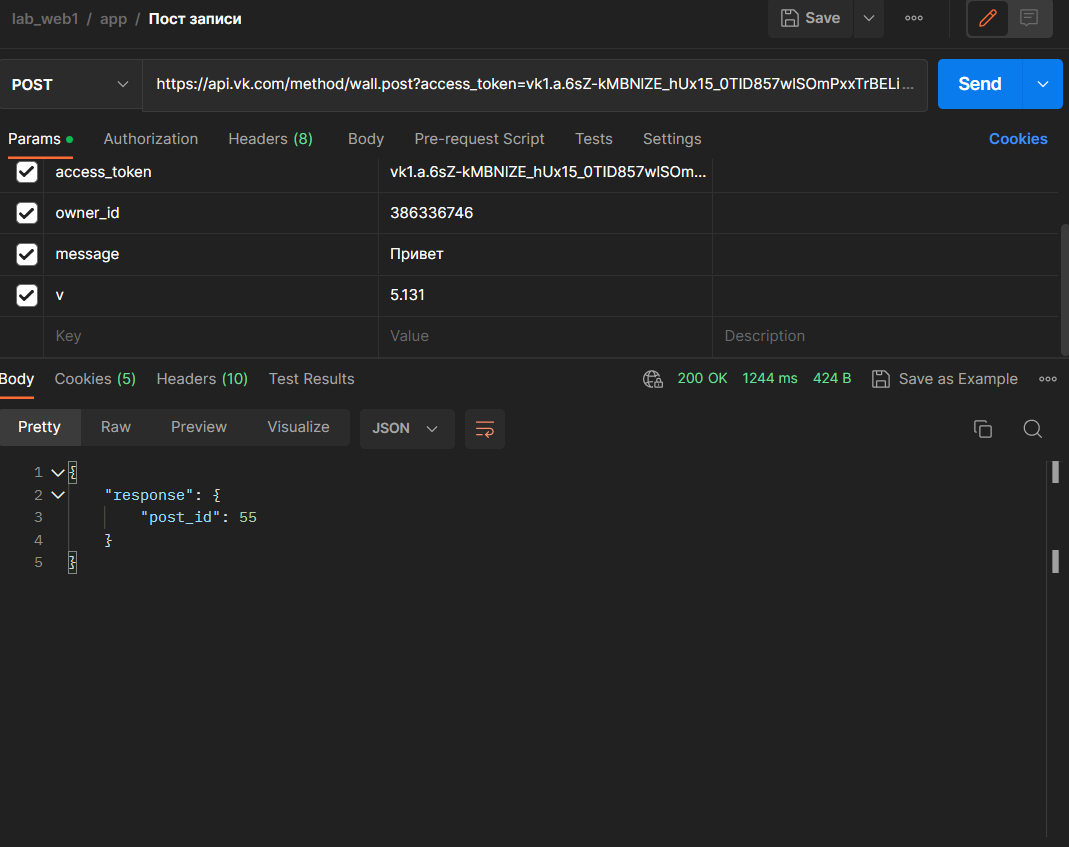 lab_web1 / app / Пост записи
Save
POST
https://api.vk.com/method/wall.post?access_token=vk1.a.6sZ-kMBNlZE_hUx15_0TID857wlSOmPxxTrBELi...
Send
Params Authorization Headers (8) Body Pre-request Script Tests Settings Cookies
access_token vk1.a.6sZ-kMBNlZE_hUx15_0TID857wlSOm...
owner_id 386336746
message Привет
v 5.131
Key Value Description
Body Cookies (5) Headers (10) Test Results 200 OK 1244 ms 424 B Save as Example
Pretty Raw Preview Visualize JSON
1 {
2 "response": {
3 "post_id": 55
4 }
5 }